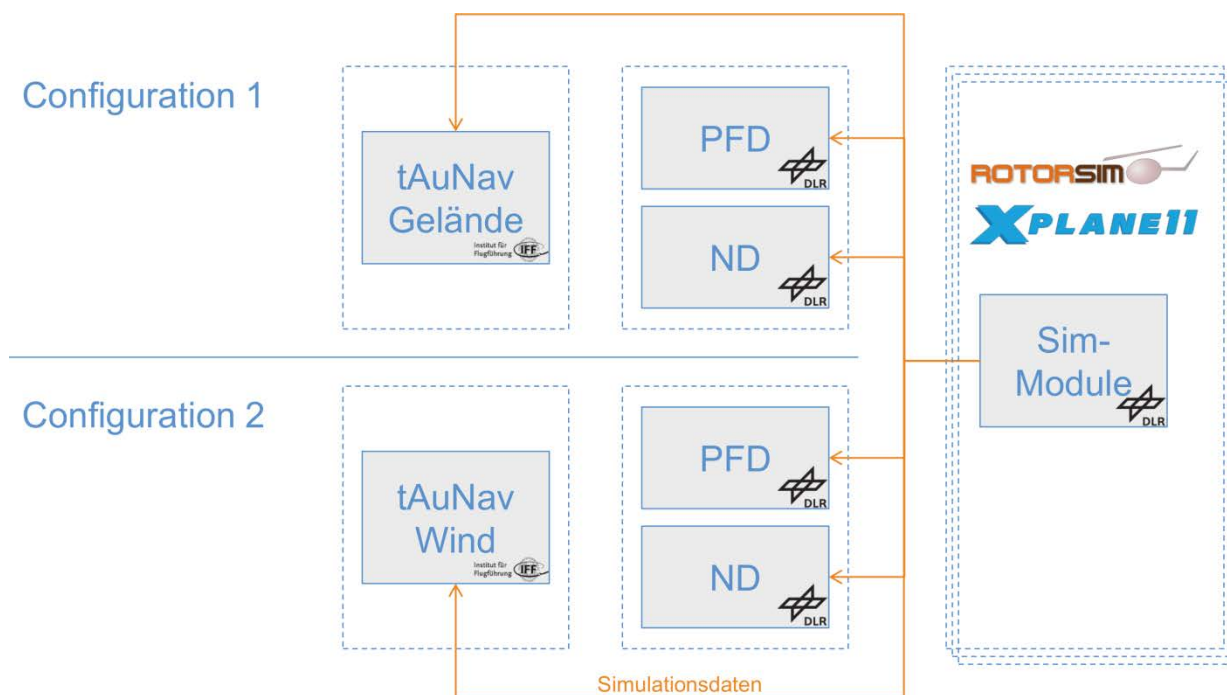 Configuration 1
tAuNav
Gelände
Institut für
Flugführung
IFF
PFD
DLR
ND
DLR
ROTORSIM
XPLANE11
Sim-
Module
DLR
Configuration 2
tAuNav
Wind
Institut für
Flugführung
IFF
PFD
DLR
ND
DLR
Simulationsdaten